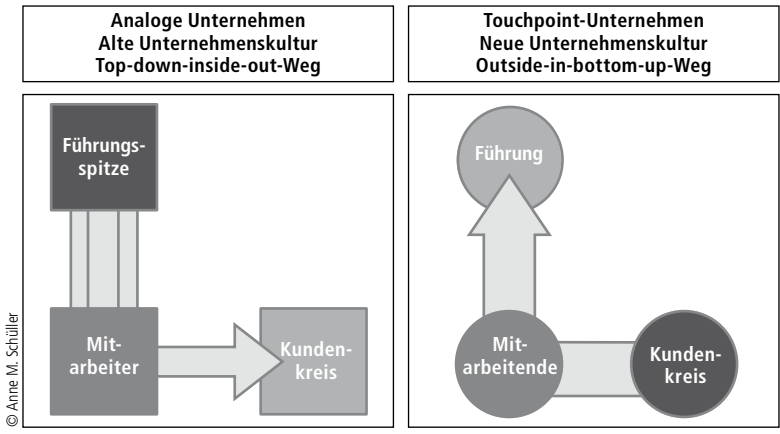 Analoge Unternehmen
Alte Unternehmenskultur
Top-down-inside-out-Weg
Touchpoint-Unternehmen
Neue Unternehmenskultur
Outside-in-bottom-up-Weg
Führungs-
spitze
Mit-
arbeiter
Kunden-
kreis
Führung
Mit-
arbeitende
Kunden-
kreis
© Anne M. Schüller